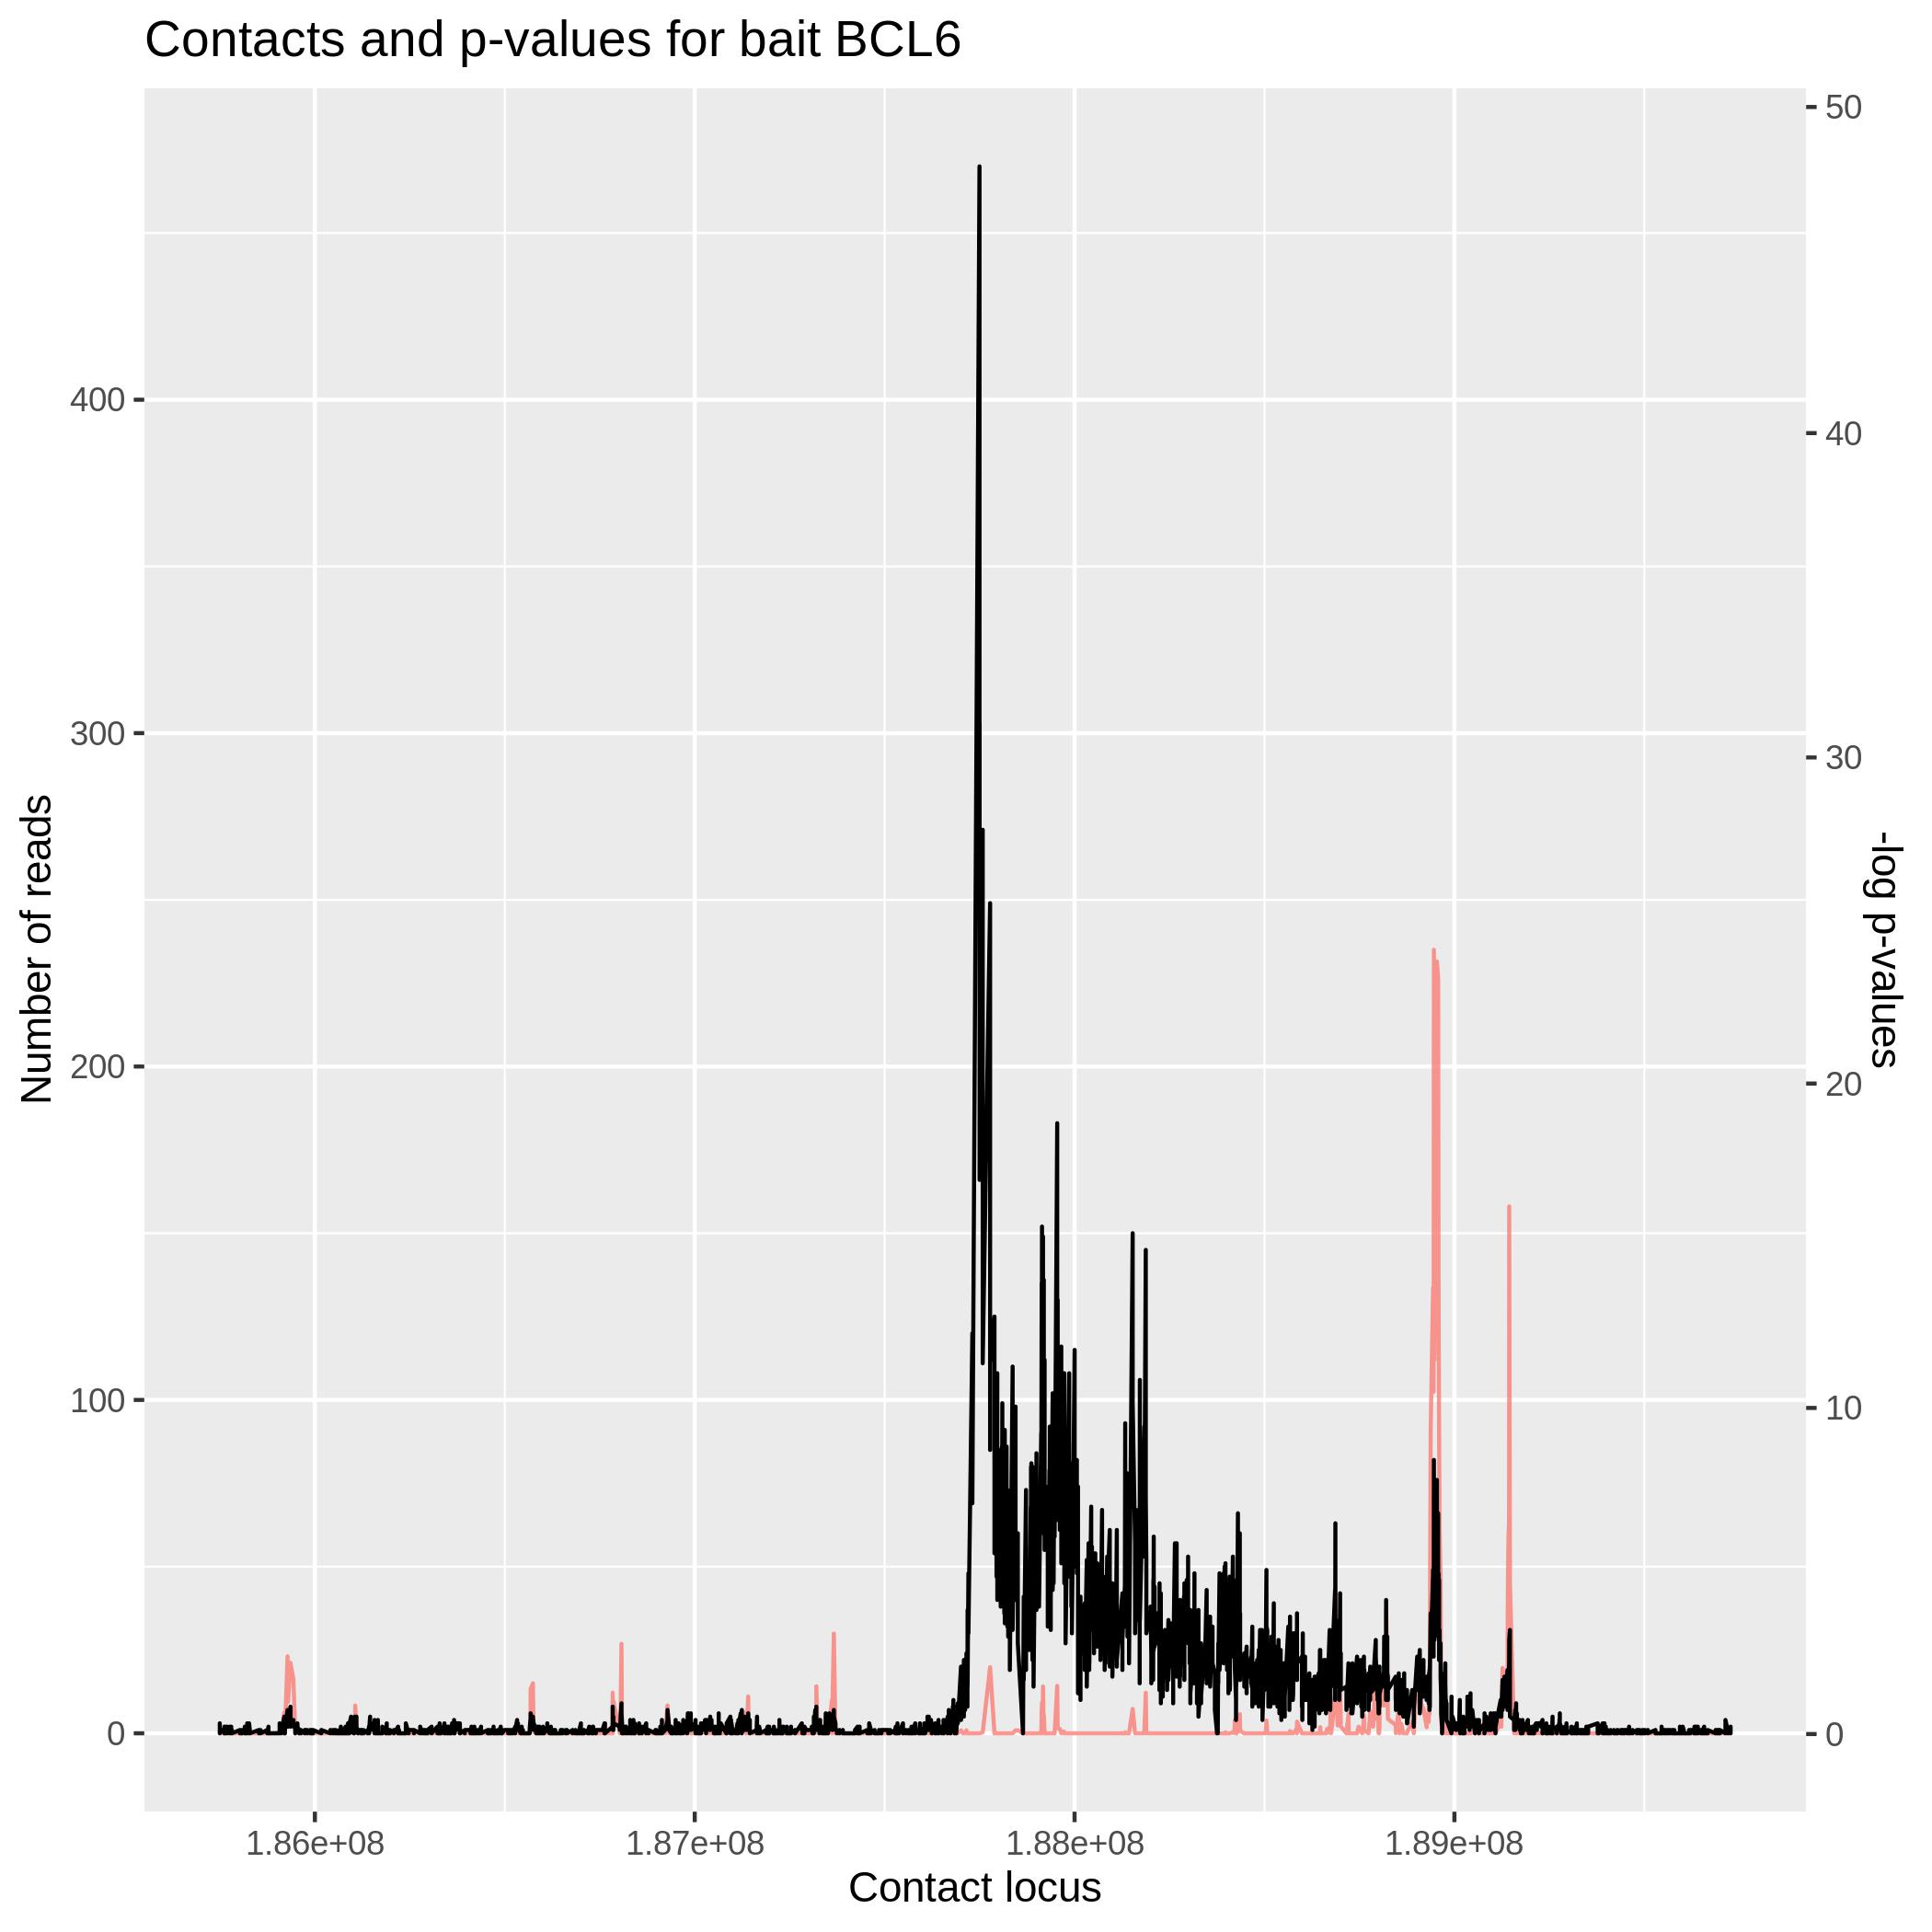 Contacts and p-values for bait BCL6
Number of reads
400
300
200
100
0
50
40
30
20
10
0
-log p-values
1.86e+08
1.87e+08
1.88e+08
1.89e+08
Contact locus